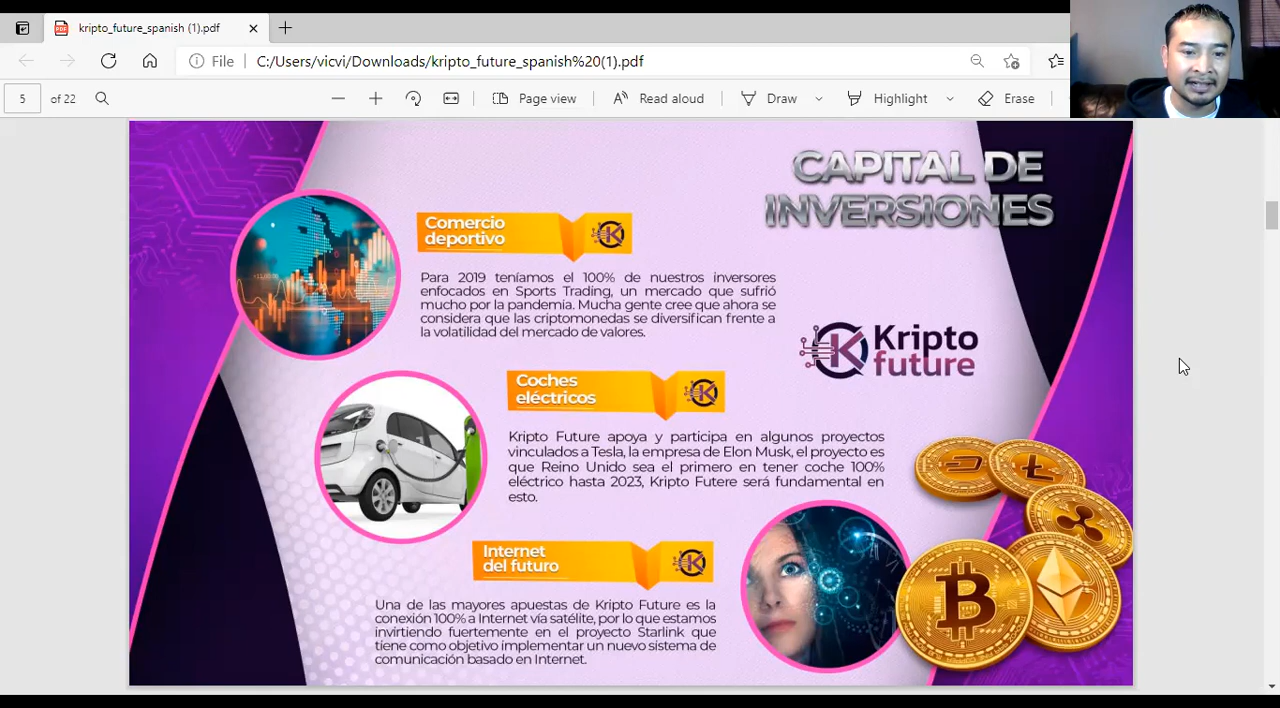 kripto_future_spanish (1).pdf
File
C:/Users/vicvi/Downloads/kripto_future_spanish%20(1).pdf
5 of 22
Page view
Read aloud
Draw
Highlight
Erase
CAPITAL DE
INVERSIONES
Comercio
deportivo
Para 2019 teníamos el 100% de nuestros inversores
enfocados en Sports Trading, un mercado que sufrió
mucho por la pandemia. Mucha gente cree que ahora se
considera que las criptomonedas se diversifican frente a
la volatilidad del mercado de valores.
Kripto
future
Coches
eléctricos
Kripto Future apoya y participa en algunos proyectos
vinculados a Tesla, la empresa de Elon Musk, el proyecto es
que Reino Unido sea el primero en tener coche 100%
eléctrico hasta 2023, Kripto Futere será fundamental en
esto.
Internet
del futuro
Una de las mayores apuestas de Kripto Future es la
conexión 100% a Internet vía satélite, por lo que estamos
invirtiendo fuertemente en el proyecto Starlink que
tiene como objetivo implementar un nuevo sistema de
comunicación basado en Internet.